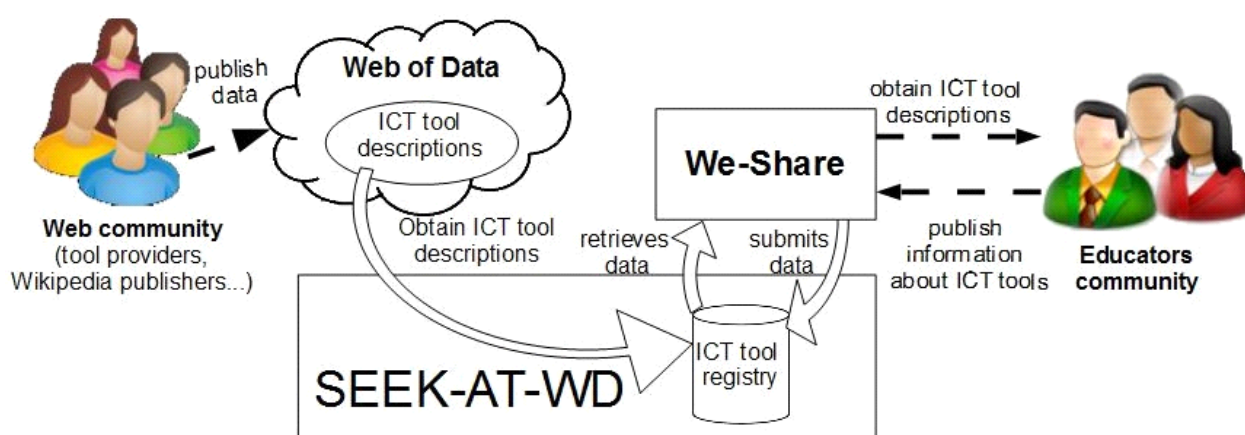 publish
data
Web of Data
ICT tool
descriptions
Web community
(tool providers,
Wikipedia publishers...)
Obtain ICT tool
descriptions
We-Share
obtain ICT tool
descriptions
publish
information
about ICT tools
Educators
community
retrieves
data
submits
data
ICT tool
registry
SEEK-AT-WD